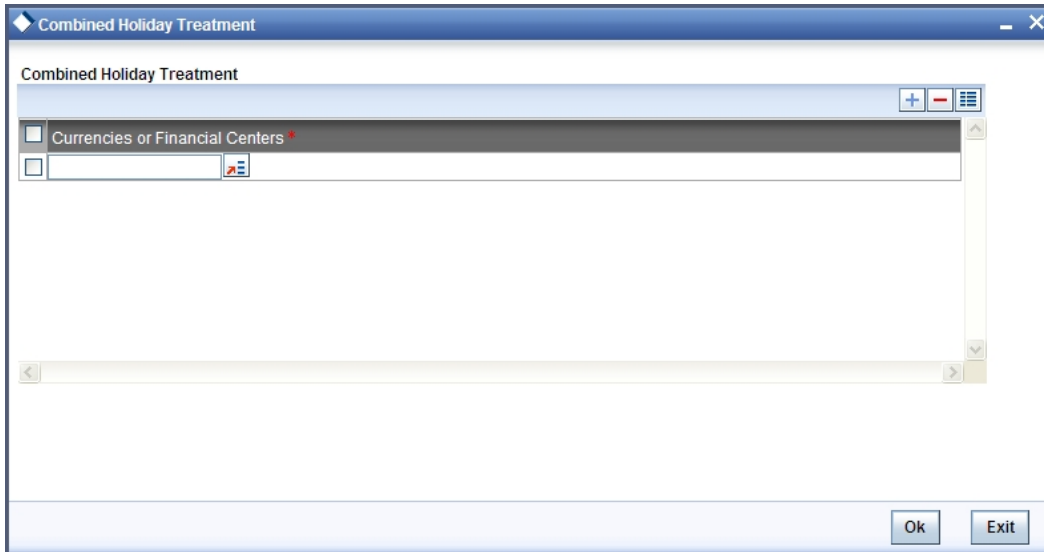 Combined Holiday Treatment
Combined Holiday Treatment
Currencies or Financial Centers *
Ok Exit